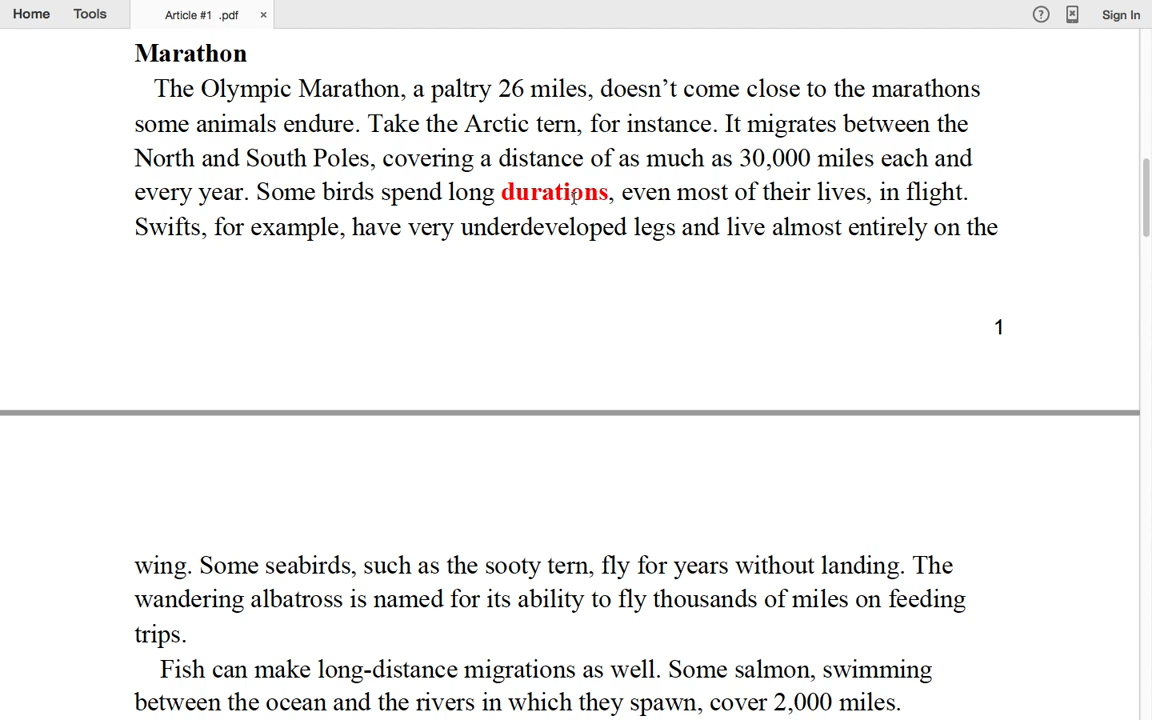 Home Tools Article #1 .pdf × ? Sign In
Marathon
The Olympic Marathon, a paltry 26 miles, doesn’t come close to the marathons
some animals endure. Take the Arctic tern, for instance. It migrates between the
North and South Poles, covering a distance of as much as 30,000 miles each and
every year. Some birds spend long durations, even most of their lives, in flight.
Swifts, for example, have very underdeveloped legs and live almost entirely on the
1
wing. Some seabirds, such as the sooty tern, fly for years without landing. The
wandering albatross is named for its ability to fly thousands of miles on feeding
trips.
Fish can make long-distance migrations as well. Some salmon, swimming
between the ocean and the rivers in which they spawn, cover 2,000 miles.